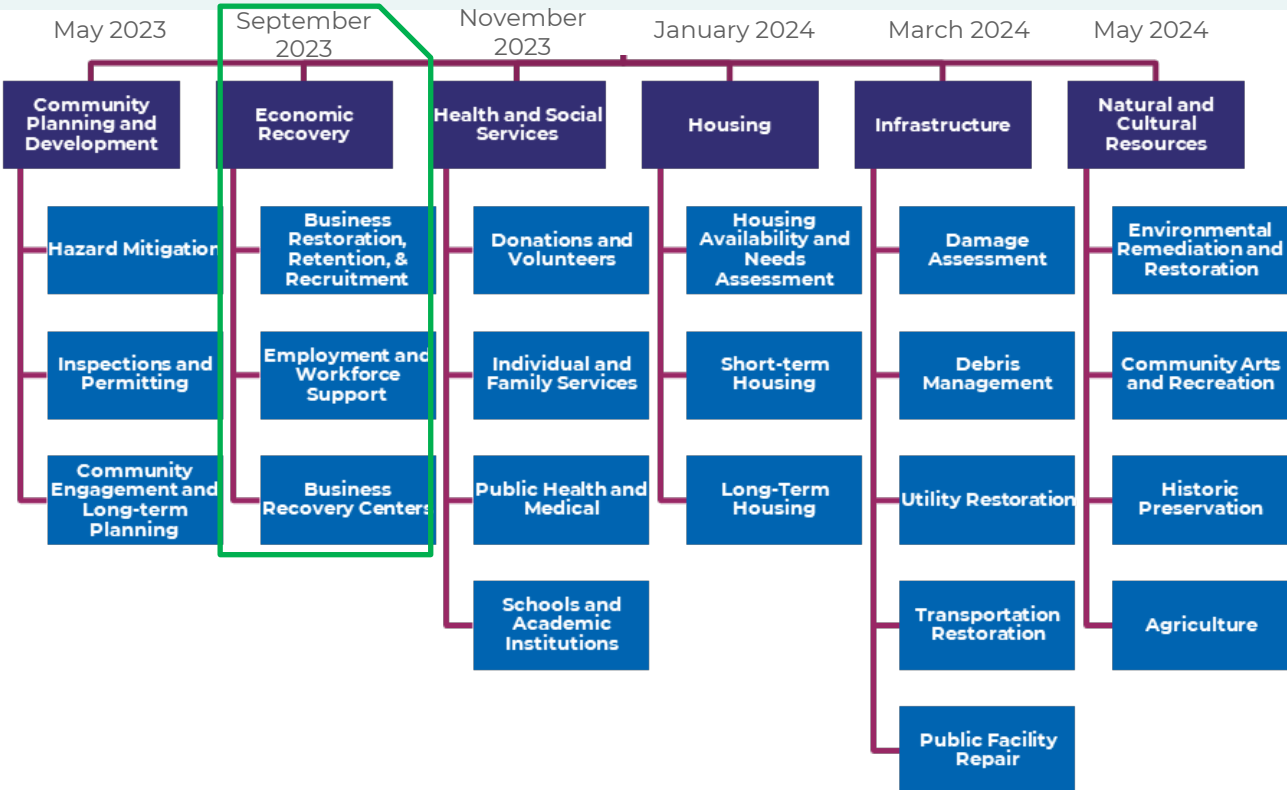 May 2023
September
2023
November
2023
January 2024
March 2024
May 2024
Community
Planning and
Development
Economic
Recovery
Health and Social
Services
Housing
Infrastructure
Natural and
Cultural
Resources
Hazard Mitigation
Inspections and
Permitting
Community
Engagement and
Long-term
Planning
Business
Restoration,
Retention, &
Recruitment
Employment and
Workforce
Support
Business
Recovery Centers
Donations and
Volunteers
Individual and
Family Services
Public Health and
Medical
Schools and
Academic
Institutions
Housing
Availability and
Needs
Assessment
Short-term
Housing
Long-Term
Housing
Damage
Assessment
Debris
Management
Utility Restoration
Transportation
Restoration
Public Facility
Repair
Environmental
Remediation and
Restoration
Community Arts
and Recreation
Historic
Preservation
Agriculture